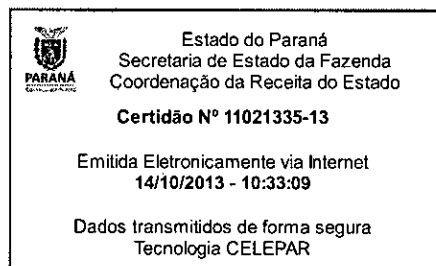 Estado do Paraná
Secretaria de Estado da Fazenda
Coordenação da Receita do Estado
PARANÁ
Certidão Nº 11021335-13
Emitida Eletronicamente via Internet
14/10/2013 - 10:33:09
Dados transmitidos de forma segura
Tecnologia CELEPAR